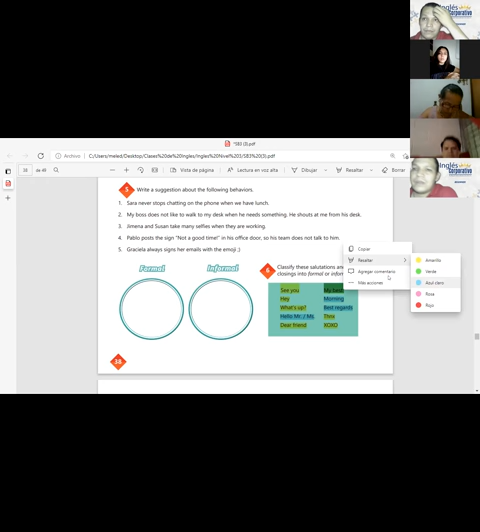 Inglés
Corporativo
*SB3 (3).pdf
Archivo
C:/Users/meled/Desktop/Clases%20de%20Ingles/Ingles%20Nivel%203/SB3%20(3).pdf
38 de 48
Vista de página
Lectura en voz alta
Dibujar
Resaltar
Borrar
5 Write a suggestion about the following behaviors.
1. Sara never stops chatting on the phone when we have lunch.
2. My boss does not like to walk to my desk when he needs something. He shouts at me from his desk.
3. Jimena and Susan take many selfies when they are working.
4. Pablo posts the sign "Not a good time!" in his office door, so his team does not talk to him.
5. Graciela always signs her emails with the emoji ;)
Formal
Informal
6 Classify these salutations and
closings into formal or
See you
Hey
What's up?
Hello Mr. / Ms.
Dear friend
Morning
Best regards
XOXO
Copiar
Resaltar
Agregar comentario
Más acciones
Amarillo
Verde
Azul claro
Rosa
Rojo
38
Inglés
Corporativo